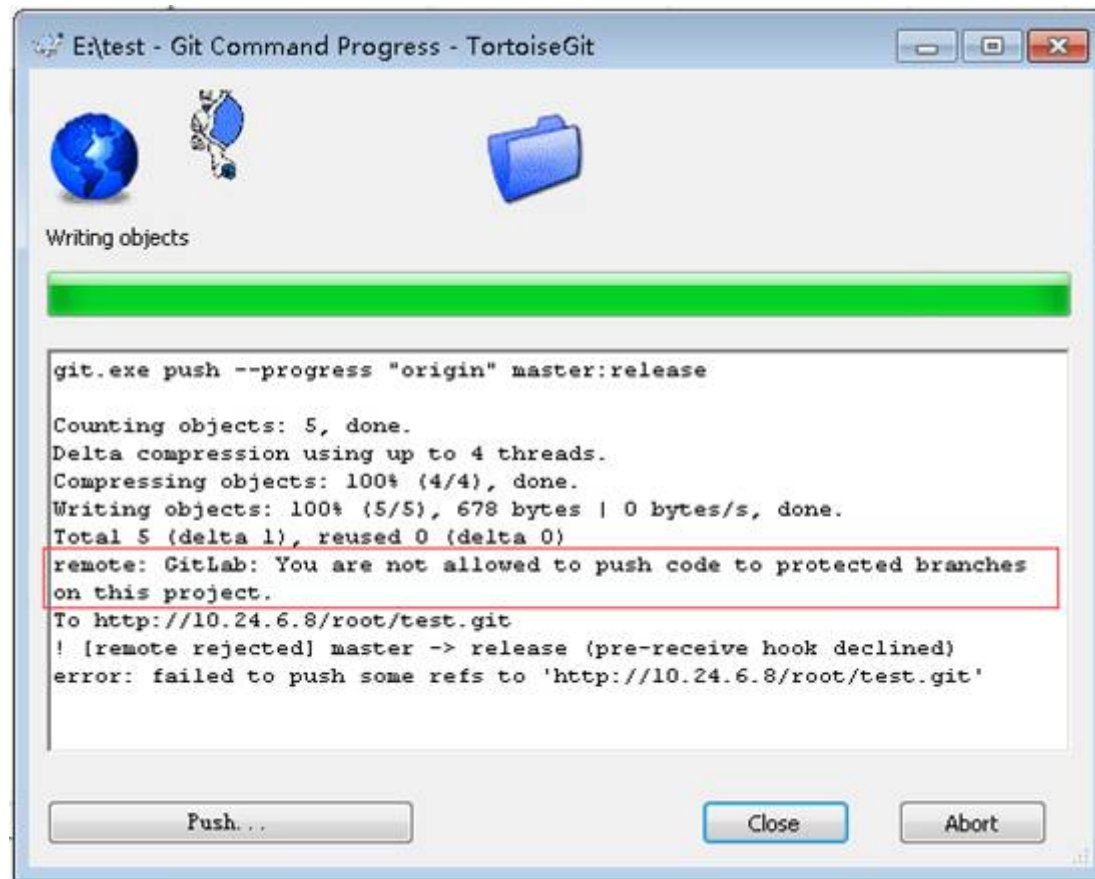 E:\test - Git Command Progress - TortoiseGit
Writing objects
git.exe push --progress "origin" master:release
Counting objects: 5, done.
Delta compression using up to 4 threads.
Compressing objects: 100% (4/4), done.
Writing objects: 100% (5/5), 678 bytes | 0 bytes/s, done.
Total 5 (delta 1), reused 0 (delta 0)
remote: GitLab: You are not allowed to push code to protected branches
on this project.
To http://10.24.6.8/root/test.git
! [remote rejected] master -> release (pre-receive hook declined)
error: failed to push some refs to 'http://10.24.6.8/root/test.git'
Push... Close Abort